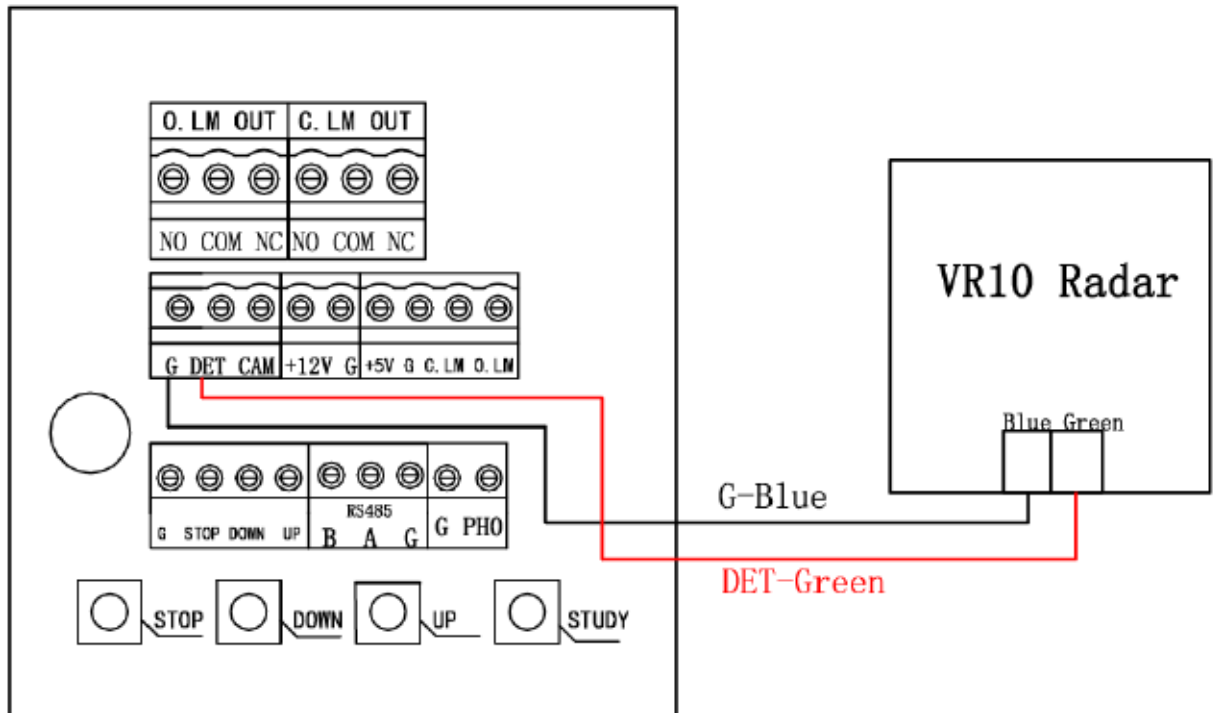 O. LM OUT C. LM OUT
NO COM NC NO COM NC
VR10 Radar
G DET CAM +12V G +5V G C. LM O. LM
Blue Green
G-Blue
RS485
G STOP DOWN UP B A G G PHO
DET-Green
STOP DOWN UP STUDY